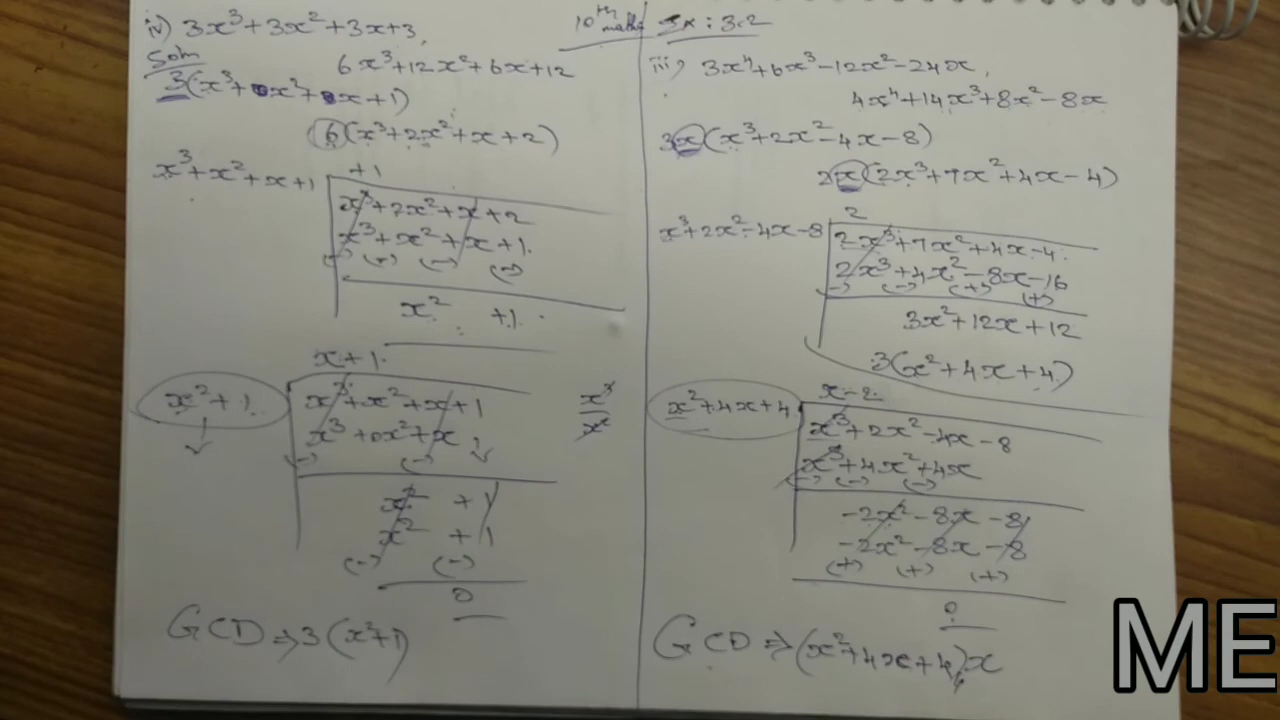 iv) 3x³+3x²+3x+3,
6x³+12x²+6x+12
Soln
3(x³+x²+x+1)
6(x³+2x²+x+2)
+1
x³+x²+x+1
x³+2x²+x+2
x³+x²+x+1
(-) (-) (-) (-)
x² +1
x+1
x²+1
x³+x²+x+1
x³+0x²+x
(-) (-)
x³
x²
x² +1
x² +1
(-) (-)
0
GCD ⇒ 3(x²+1)
10th maths Ex: 3.2
iii) 3x⁴+6x³-12x²-24x,
4x⁴+14x³+8x²-8x
3x(x³+2x²-4x-8)
2x(2x³+7x²+4x-4)
2
x³+2x²-4x-8
2x³+7x²+4x-4
2x³+4x²-8x-16
(-) (-) (+) (+)
3x²+12x+12
3(x²+4x+4)
x-2
x²+4x+4
x³+2x²-4x-8
x³+4x²+4x
(-) (-) (-)
-2x²-8x-8
-2x²-8x-8
(+) (+) (+)
0
GCD ⇒ (x²+4x+4)x
ME